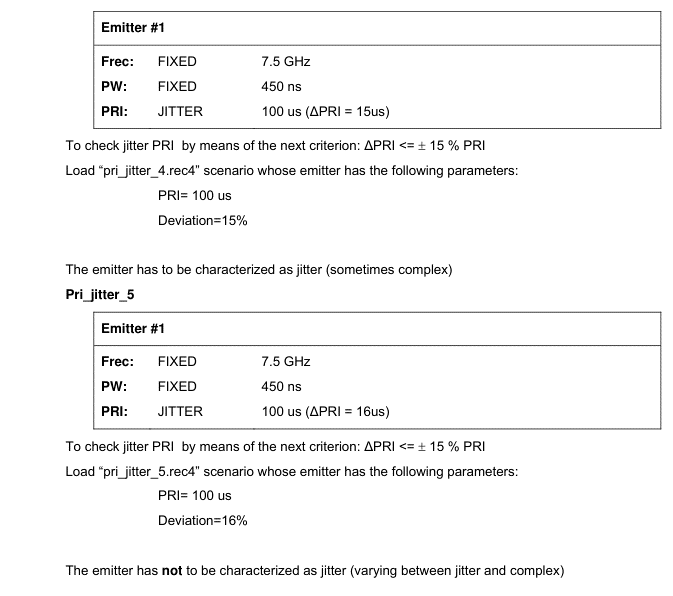 Emitter #1
Frec: FIXED 7.5 GHz
PW: FIXED 450 ns
PRI: JITTER 100 us (ΔPRI = 15us)
To check jitter PRI by means of the next criterion: ΔPRI <= ± 15 % PRI
Load “pri_jitter_4.rec4” scenario whose emitter has the following parameters:
PRI= 100 us
Deviation=15%
The emitter has to be characterized as jitter (sometimes complex)
Pri_jitter_5
Emitter #1
Frec: FIXED 7.5 GHz
PW: FIXED 450 ns
PRI: JITTER 100 us (ΔPRI = 16us)
To check jitter PRI by means of the next criterion: ΔPRI <= ± 15 % PRI
Load “pri_jitter_5.rec4” scenario whose emitter has the following parameters:
PRI= 100 us
Deviation=16%
The emitter has not to be characterized as jitter (varying between jitter and complex)